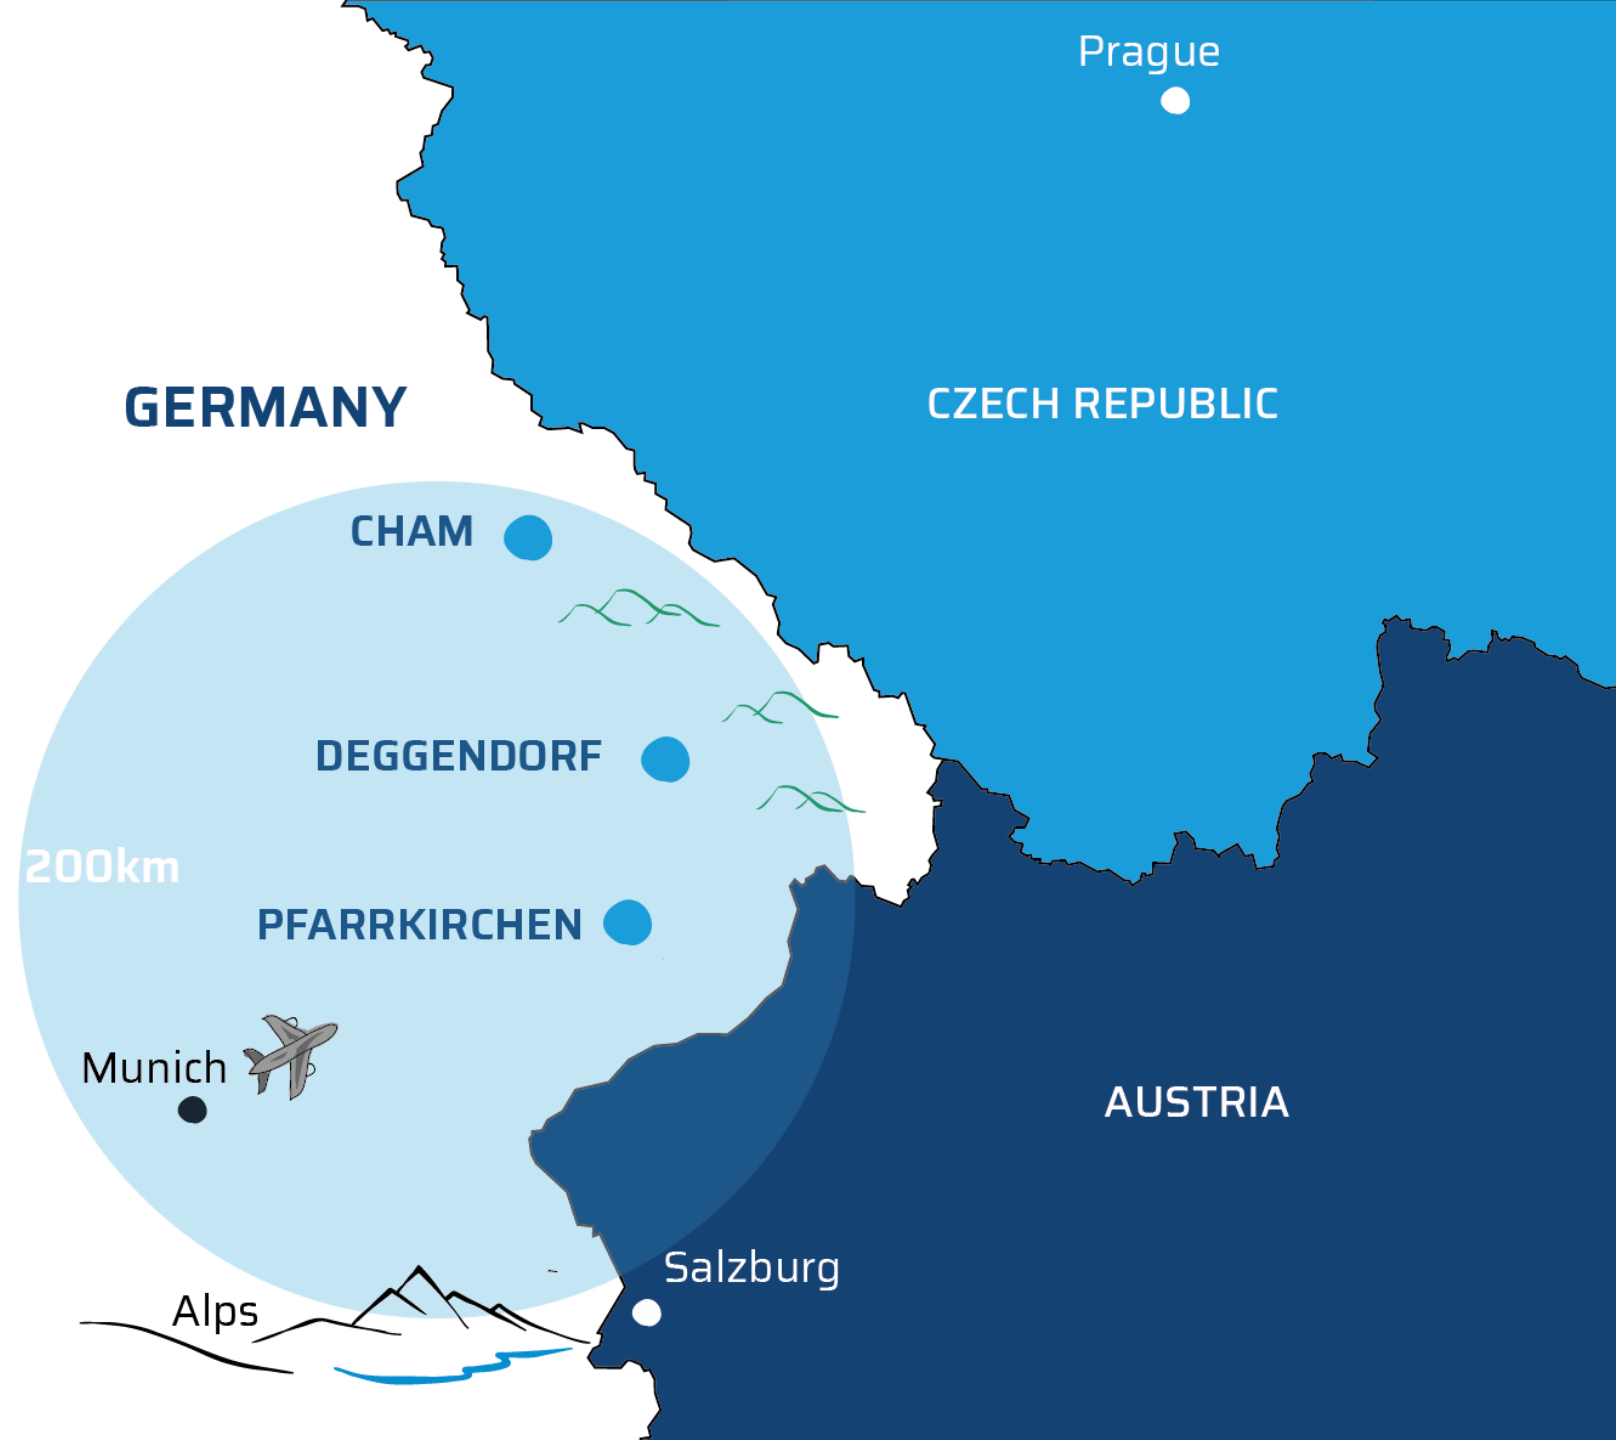 Prague
GERMANY
CZECH REPUBLIC
CHAM
DEGGENDORF
200km
PFARRKIRCHEN
Munich
AUSTRIA
Salzburg
Alps